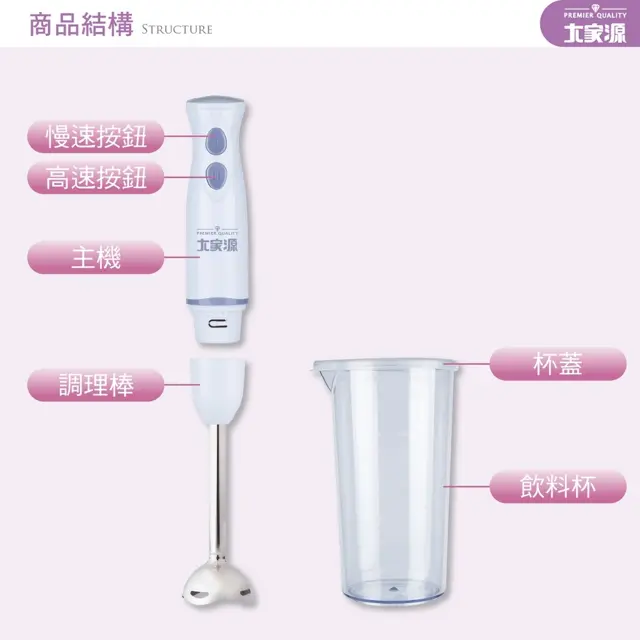 商品結構 STRUCTURE
PREMIER QUALITY
大家源
慢速按鈕
高速按鈕
PREMIER QUALITY
大家源
主機
調理棒
杯蓋
飲料杯